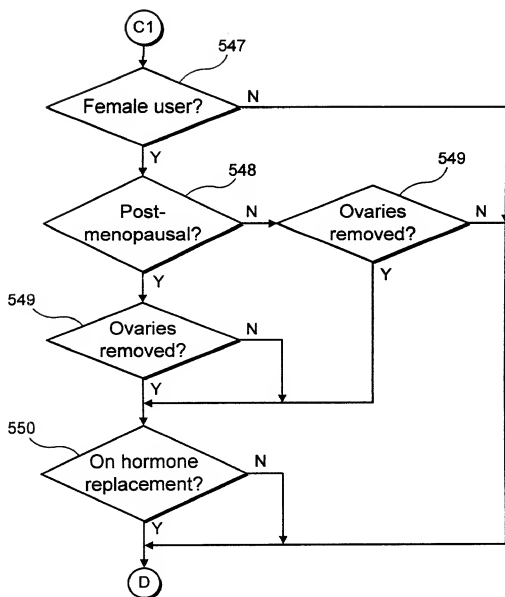 C1
547
Female user?
N
Y
548
549
Post-
menopausal?
N
Ovaries
removed?
N
Y
Y
549
Ovaries
removed?
N
Y
550
On hormone
replacement?
N
Y
D